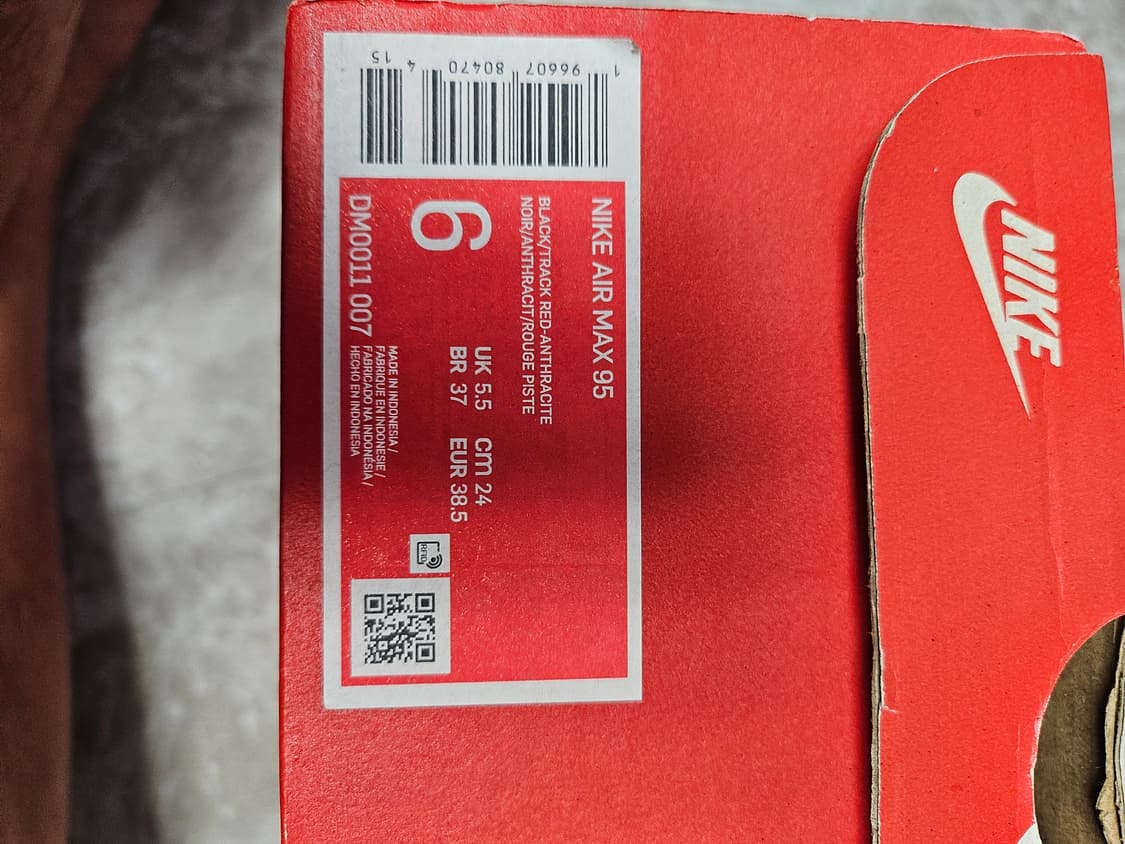 1 96607 80470 4 15
NIKE AIR MAX 95
BLACK/TRACK RED-ANTHRACITE
NOIR/ANTHRACIT/ROUGE PISTE
6
UK 5.5 cm 24
BR 37 EUR 38.5
DM0011 007
MADE IN INDONESIA/
FABRIQUE EN INDONESIE/
FABRICADO NA INDONÉSIA/
HECHO EN INDONESIA
RFID
NIKE